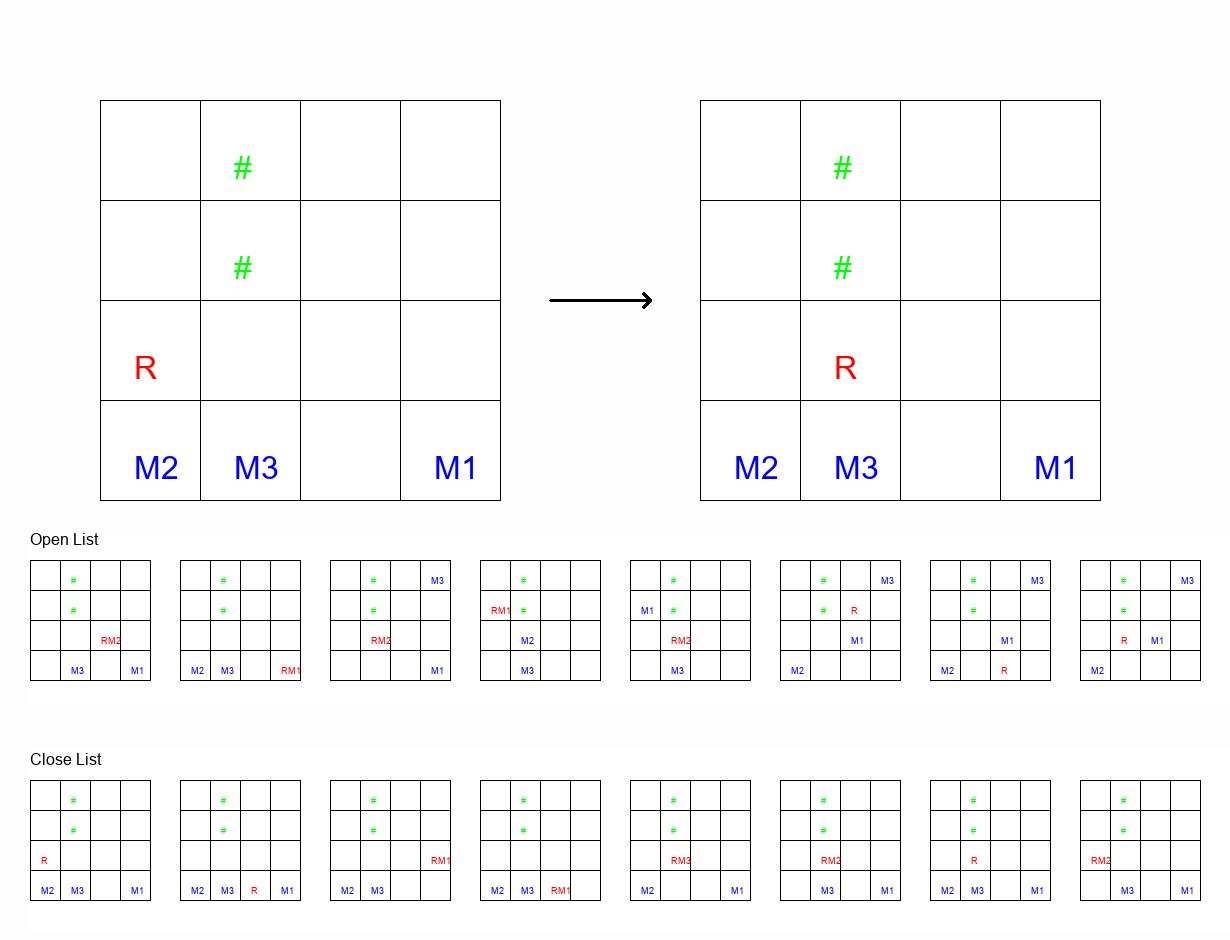 # #
# #
R R
M2 M3 M1 M2 M3 M1
Open List
# # # M3 # # # M3 # M3 # M3
# # # RM1 # M1 # # R # #
RM2 RM2 M2 RM2 M1 M1 R M1
M3 M1 M2 M3 RM1 M1 M3 M3 M2 M2 R M2
Close List
# # # # # # # #
# # # # # # # #
R RM1 RM3 RM2 R RM2
M2 M3 M1 M2 M3 R M1 M2 M3 M2 M3 RM1 M2 M1 M3 M1 M2 M3 M1 M3 M1